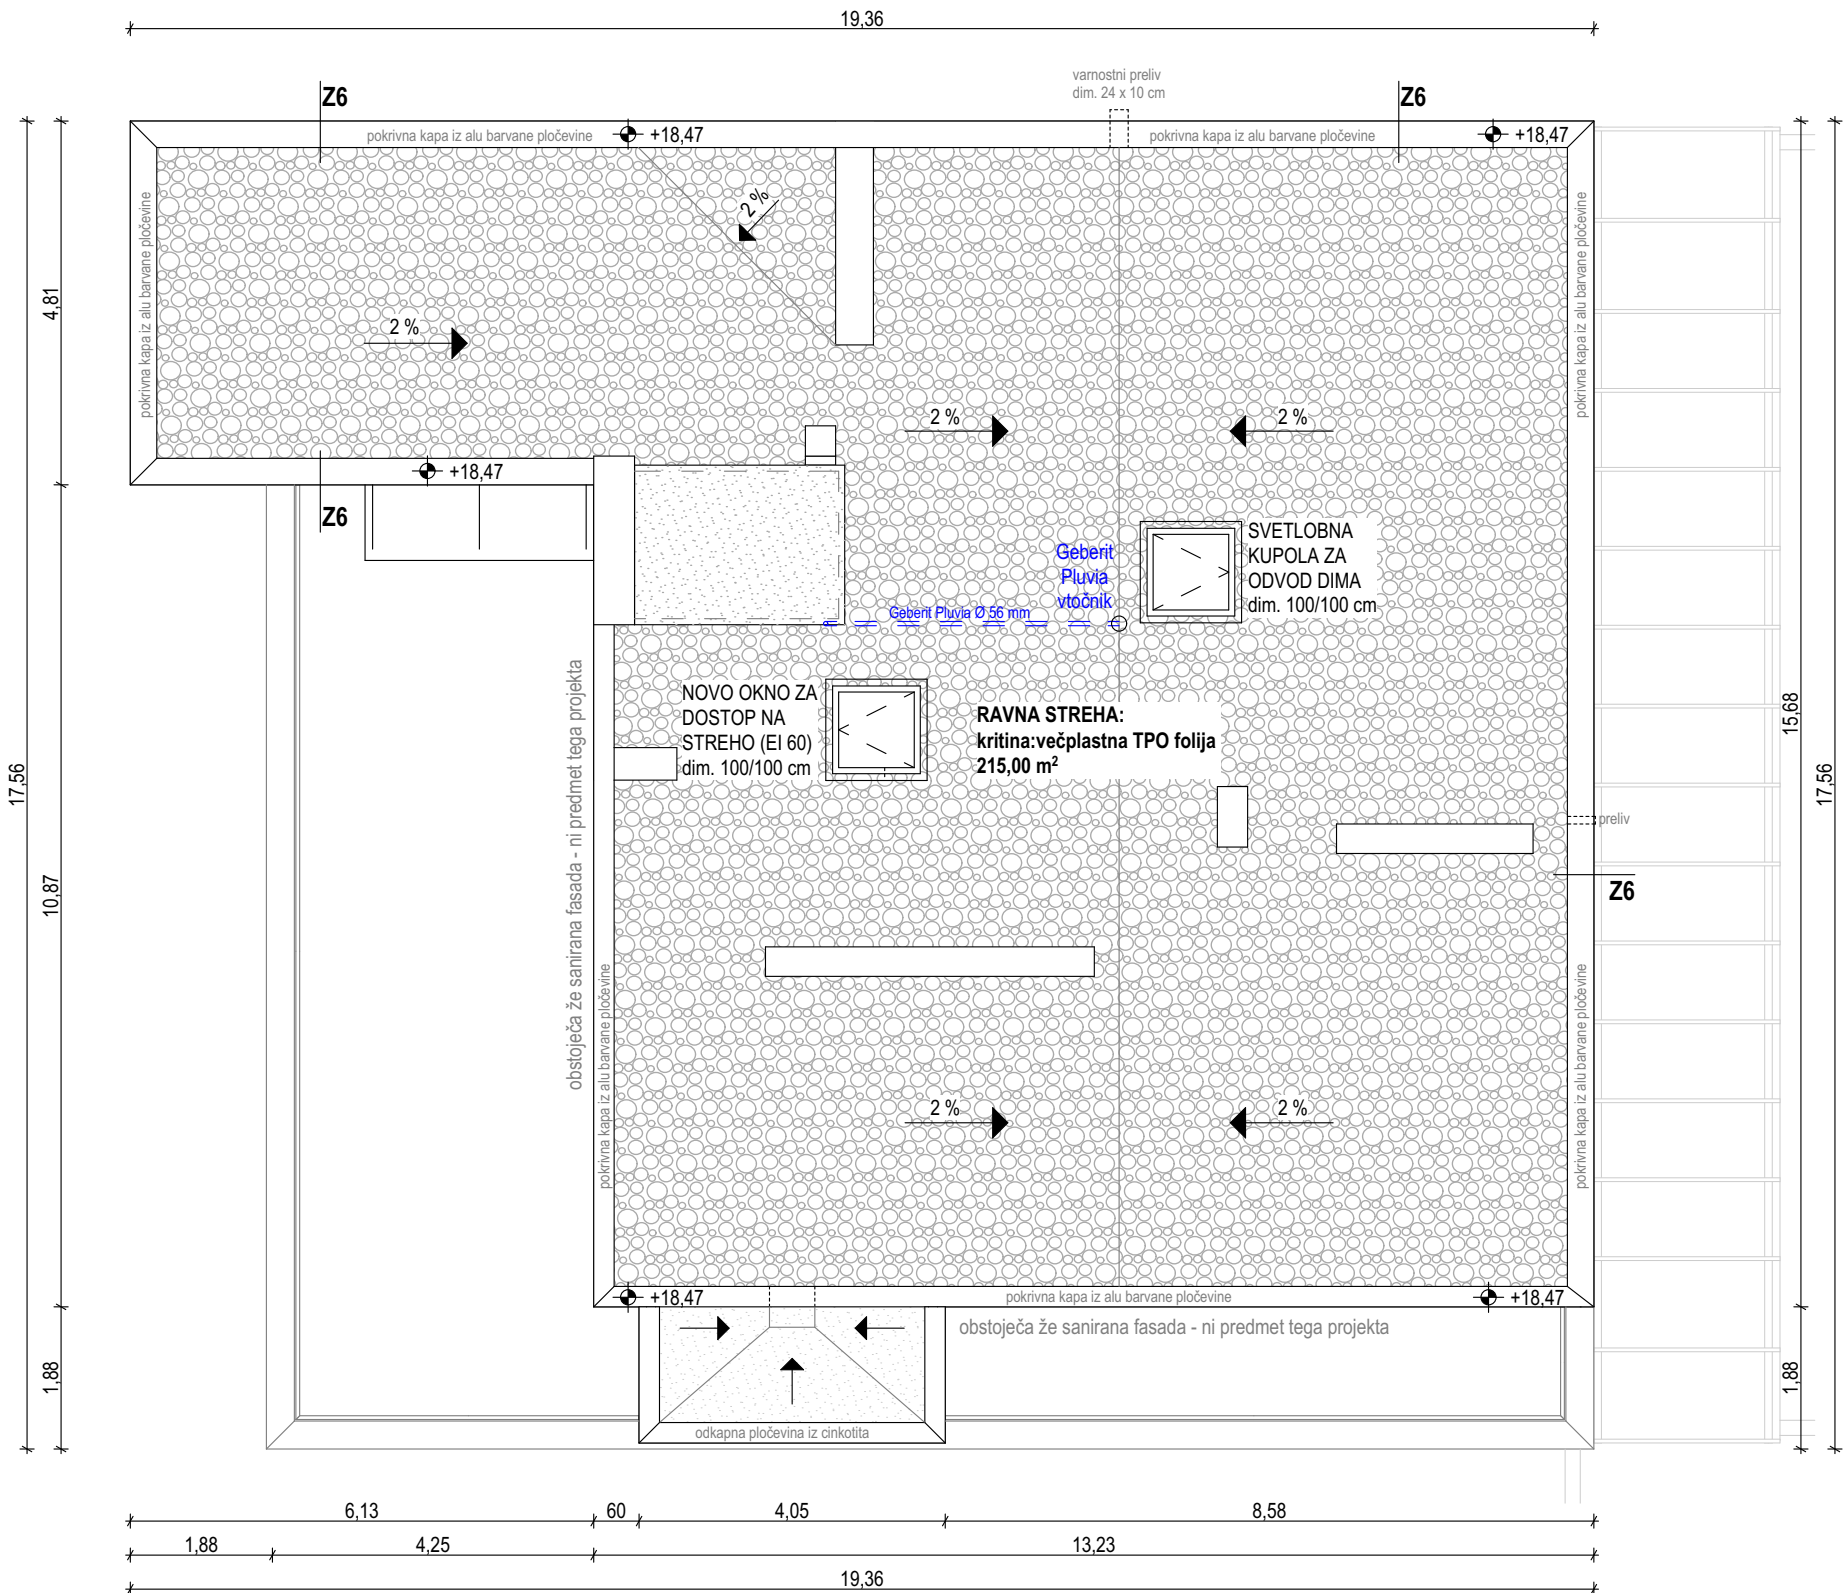 19,36
varnostni preliv
dim. 24 x 10 cm
Z6
Z6
pokrivna kapa iz alu barvane pločevine
+18,47
pokrivna kapa iz alu barvane pločevine
+18,47
pokrivna kapa iz alu barvane pločevine
pokrivna kapa iz alu barvane pločevine
2 %
4,81
2 %
2 %
2 %
+18,47
Z6
SVETLOBNA
KUPOLA ZA
ODVOD DIMA
dim. 100/100 cm
Geberit
Pluvia
vtočnik
Geberit Pluvia Ø 56 mm
NOVO OKNO ZA
DOSTOP NA
STREHO (EI 60)
dim. 100/100 cm
RAVNA STREHA:
kritina:večplastna TPO folija
215,00 m²
obstoječa že sanirana fasada - ni predmet tega projekta
15,68
17,56
17,56
preliv
Z6
10,87
pokrivna kapa iz alu barvane pločevine
pokrivna kapa iz alu barvane pločevine
2 %
2 %
+18,47
pokrivna kapa iz alu barvane pločevine
+18,47
obstoječa že sanirana fasada - ni predmet tega projekta
1,88
1,88
odkapna pločevina iz cinkotita
6,13
60
4,05
8,58
1,88
4,25
13,23
19,36